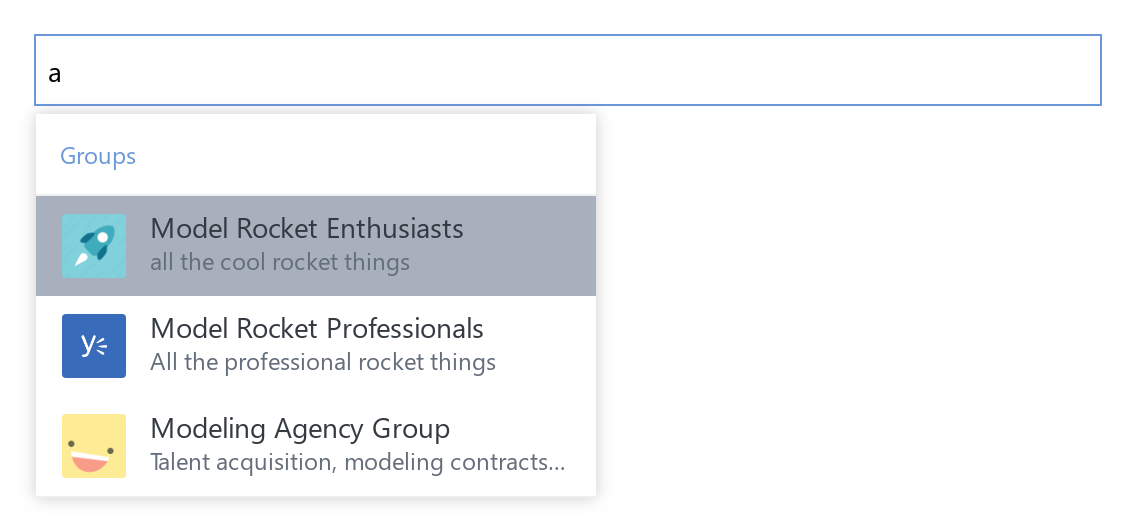 a
Groups
Model Rocket Enthusiasts
all the cool rocket things
Model Rocket Professionals
All the professional rocket things
Modeling Agency Group
Talent acquisition, modeling contracts...